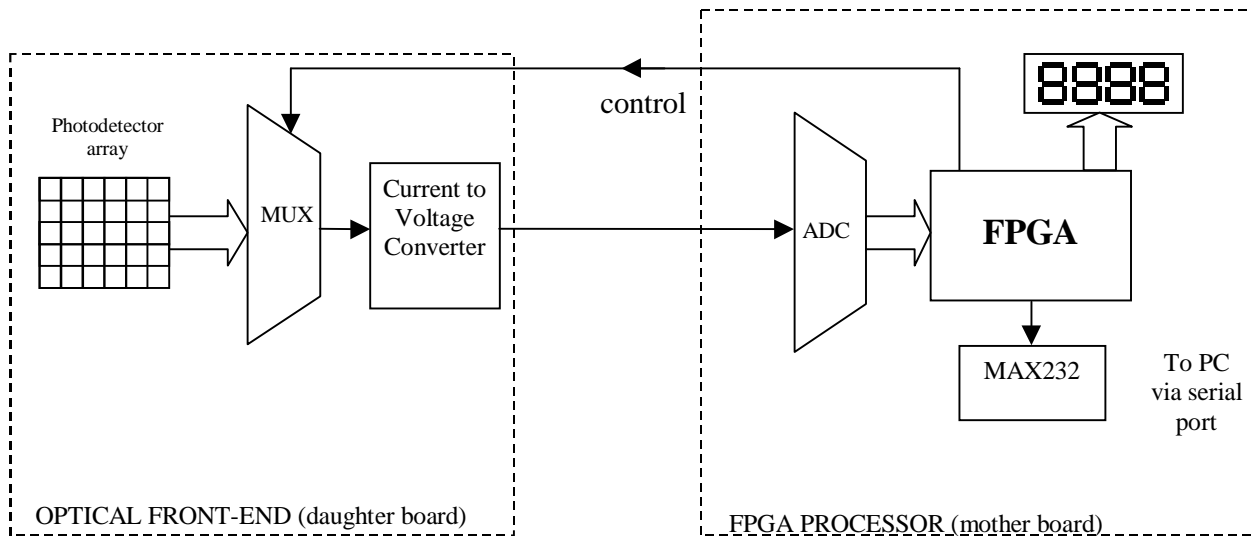 Photodetector
array
MUX
Current to
Voltage
Converter
OPTICAL FRONT-END (daughter board)
control
8888
ADC
FPGA
MAX232
To PC
via serial
port
FPGA PROCESSOR (mother board)